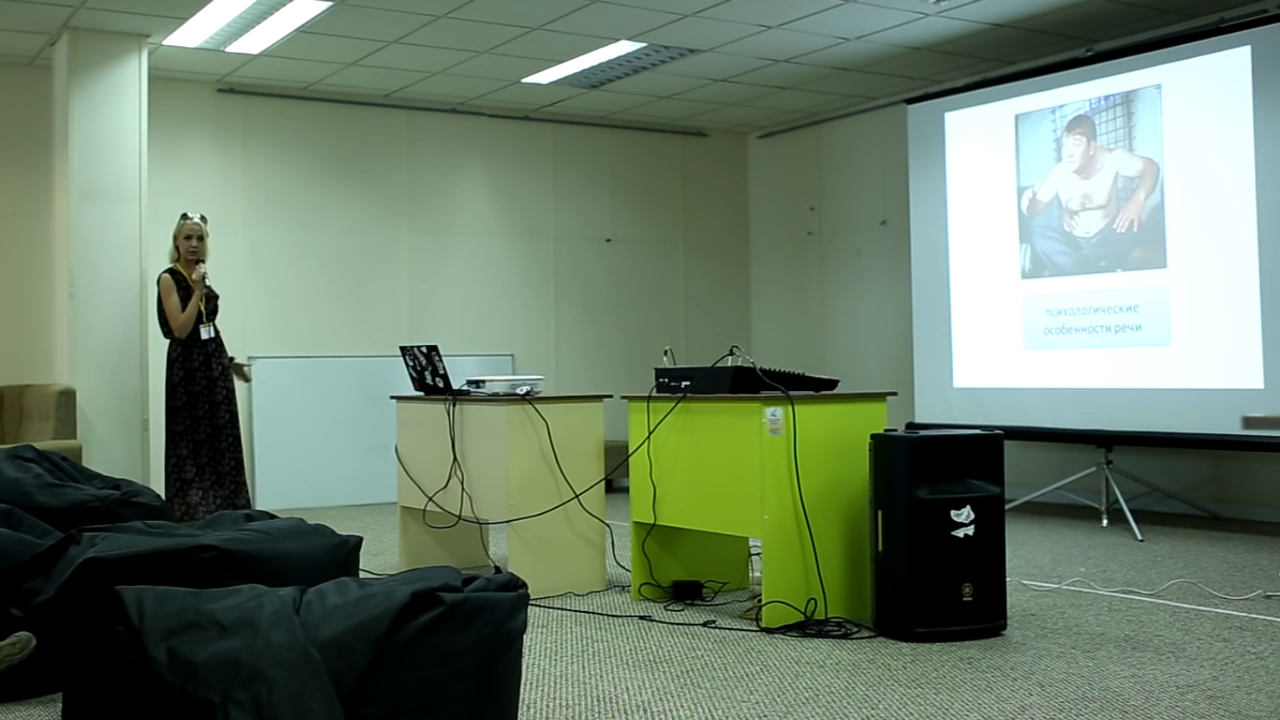 психологические
особенности речи